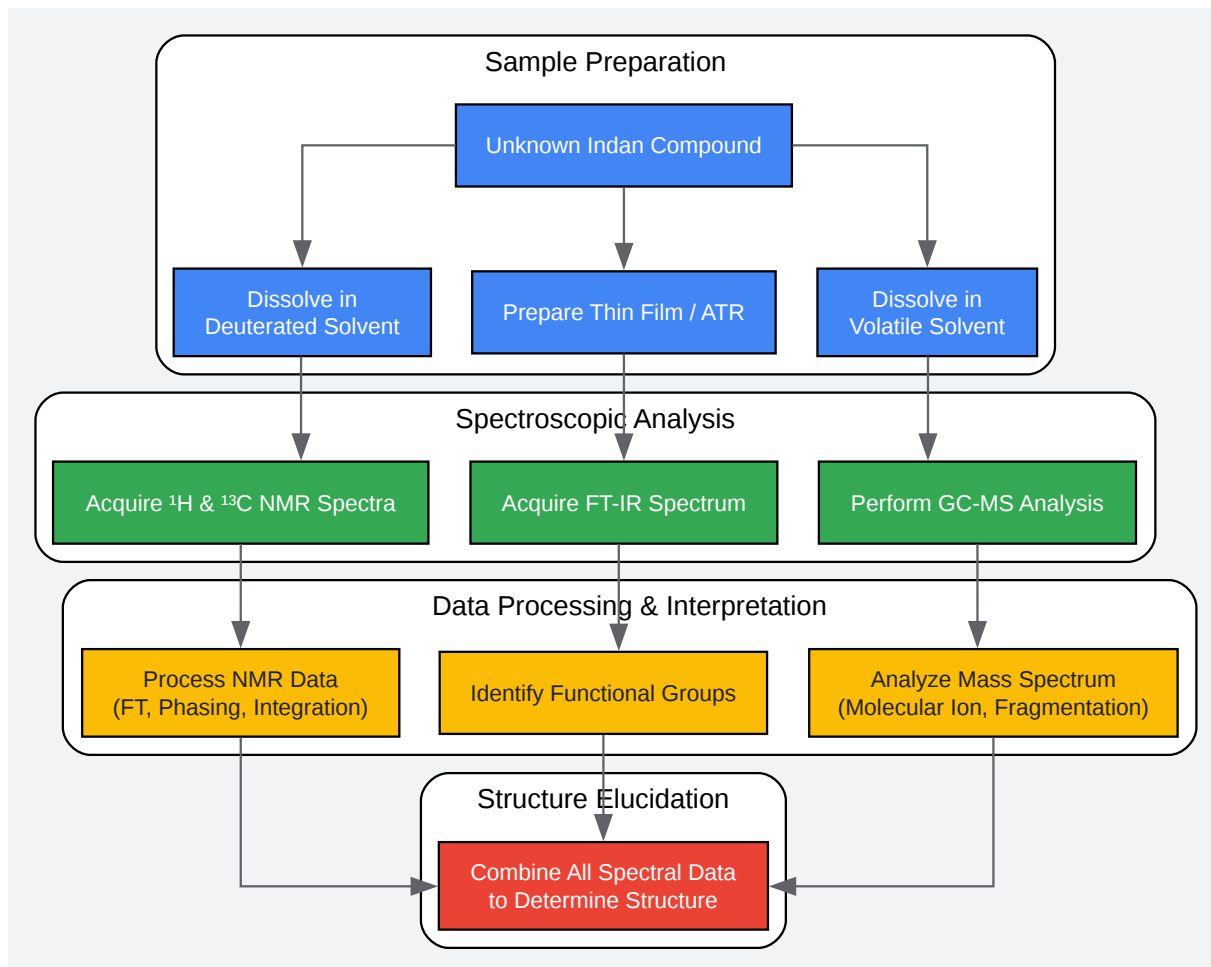 Sample Preparation
Unknown Indan Compound
Dissolve in
Deuterated Solvent
Prepare Thin Film / ATR
Dissolve in
Volatile Solvent
Spectroscopic Analysis
Acquire ¹H & ¹³C NMR Spectra
Acquire FT-IR Spectrum
Perform GC-MS Analysis
Data Processing & Interpretation
Process NMR Data
(FT, Phasing, Integration)
Identify Functional Groups
Analyze Mass Spectrum
(Molecular Ion, Fragmentation)
Structure Elucidation
Combine All Spectral Data
to Determine Structure